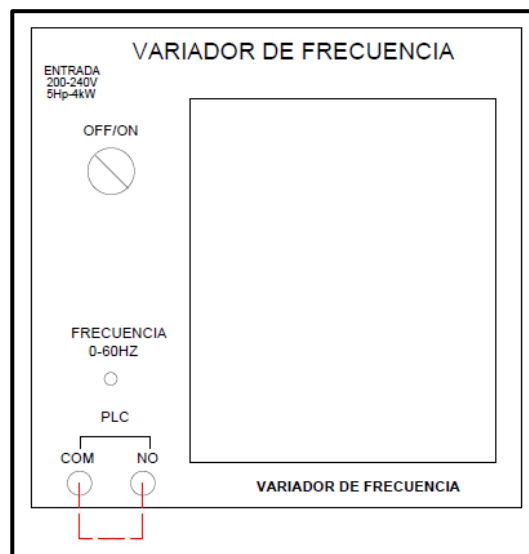 VARIADOR DE FRECUENCIA
ENTRADA
200-240V
5Hp-4kW
OFF/ON
FRECUENCIA
0-60HZ
PLC
COM NO
VARIADOR DE FRECUENCIA